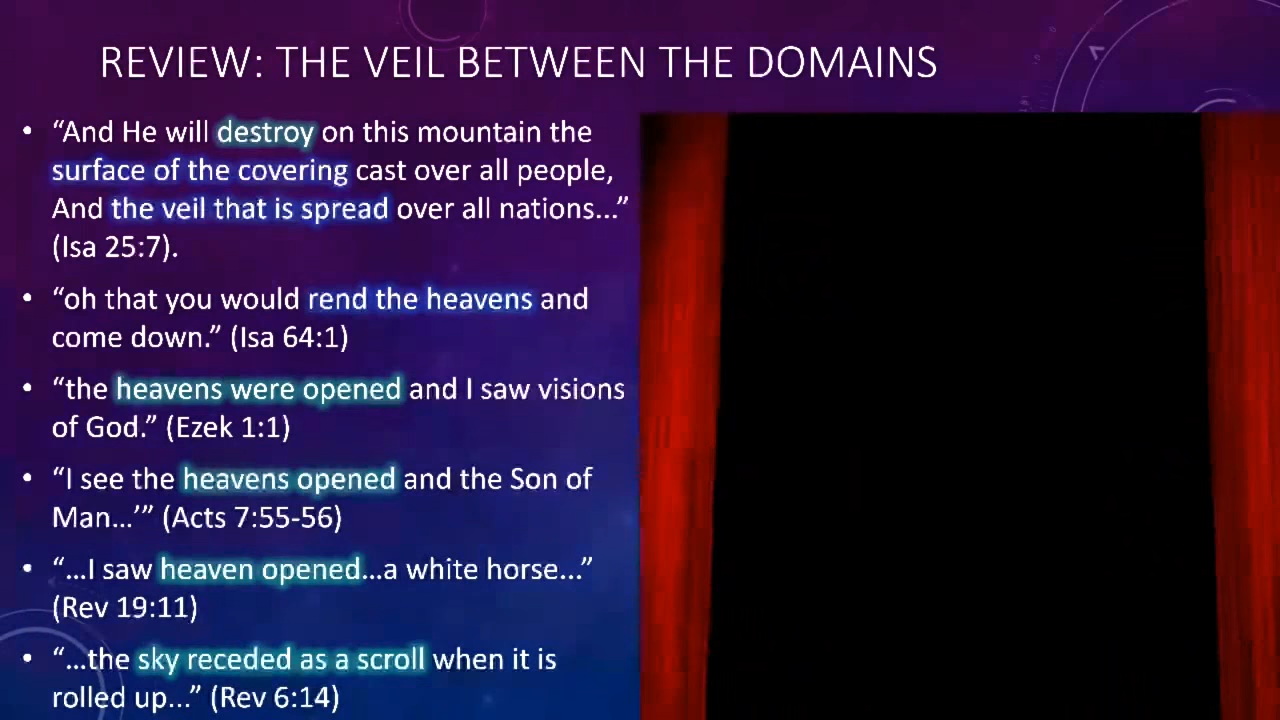 REVIEW: THE VEIL BETWEEN THE DOMAINS
• “And He will destroy on this mountain the
surface of the covering cast over all people,
And the veil that is spread over all nations...”
(Isa 25:7).
• “oh that you would rend the heavens and
come down.” (Isa 64:1)
• “the heavens were opened and I saw visions
of God.” (Ezek 1:1)
• “I see the heavens opened and the Son of
Man...’” (Acts 7:55-56)
• “...I saw heaven opened...a white horse...”
(Rev 19:11)
• “...the sky receded as a scroll when it is
rolled up...” (Rev 6:14)